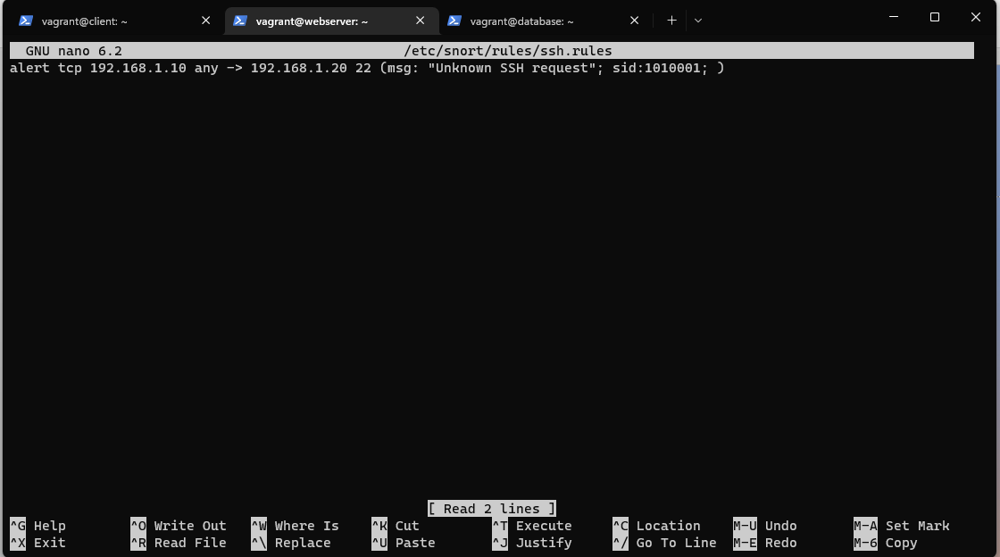 vagrant@client: ~ vagrant@webserver: ~ vagrant@database: ~
GNU nano 6.2 /etc/snort/rules/ssh.rules
alert tcp 192.168.1.10 any -> 192.168.1.20 22 (msg: "Unknown SSH request"; sid:1010001; )
[ Read 2 lines ]
^G Help ^O Write Out ^W Where Is ^K Cut ^T Execute ^C Location M-U Undo M-A Set Mark
^X Exit ^R Read File ^\ Replace ^U Paste ^J Justify ^/ Go To Line M-E Redo M-6 Copy